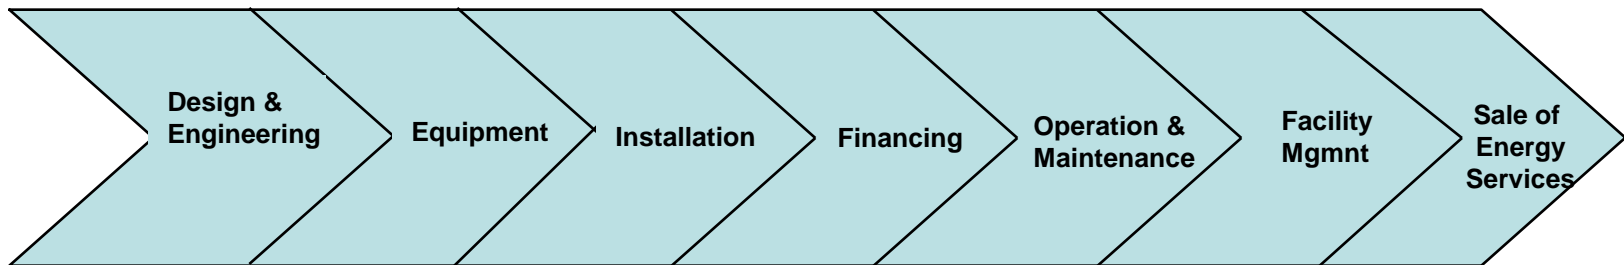 Design &
Engineering
Equipment
Installation
Financing
Operation &
Maintenance
Facility
Mgmnt
Sale of
Energy
Services